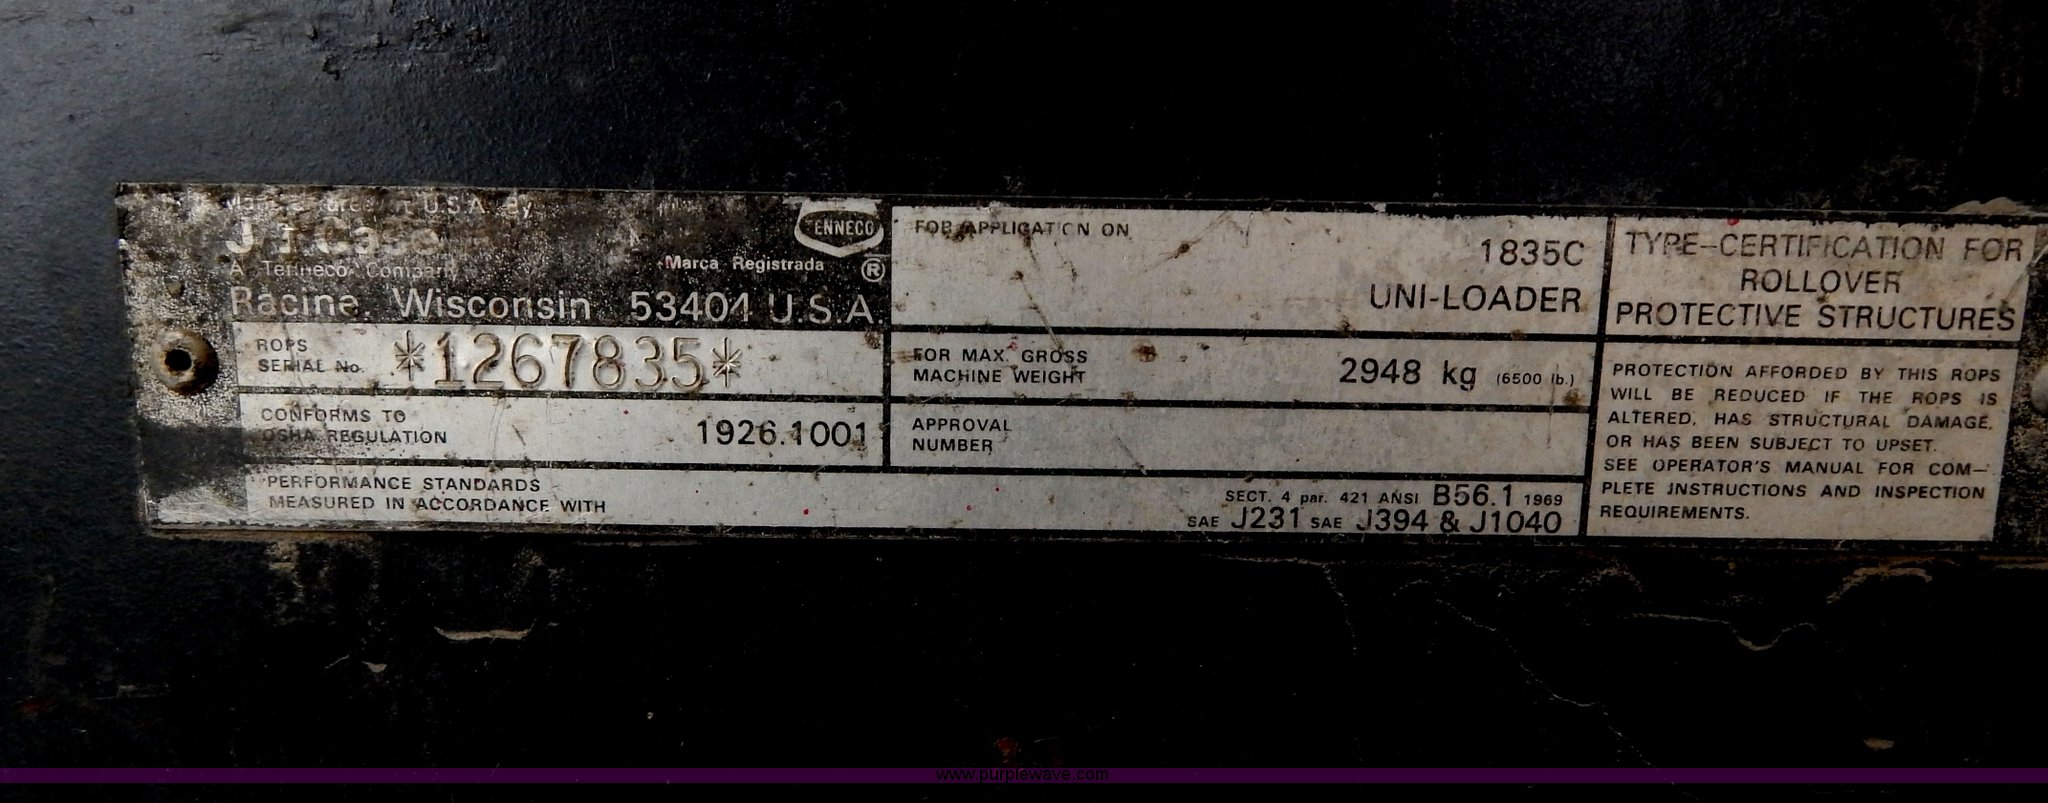 Manufactured in U.S.A. By
J I Case
A Tenneco Company
TENNECO
Marca Registrada ®
Racine, Wisconsin 53404 U.S.A.
ROPS
SERIAL No. *1267835*
CONFORMS TO
OSHA REGULATION 1926.1001
PERFORMANCE STANDARDS
MEASURED IN ACCORDANCE WITH
SECT. 4 par. 421 ANSI B56.1 1969
SAE J231 SAE J394 & J1040
FOR APPLICATION ON
1835C
UNI-LOADER
FOR MAX. GROSS
MACHINE WEIGHT 2948 kg (6500 lb.)
APPROVAL
NUMBER
TYPE-CERTIFICATION FOR
ROLLOVER
PROTECTIVE STRUCTURES
PROTECTION AFFORDED BY THIS ROPS
WILL BE REDUCED IF THE ROPS IS
ALTERED, HAS STRUCTURAL DAMAGE,
OR HAS BEEN SUBJECT TO UPSET.
SEE OPERATOR'S MANUAL FOR COM-
PLETE INSTRUCTIONS AND INSPECTION
REQUIREMENTS.
www.purplewave.com